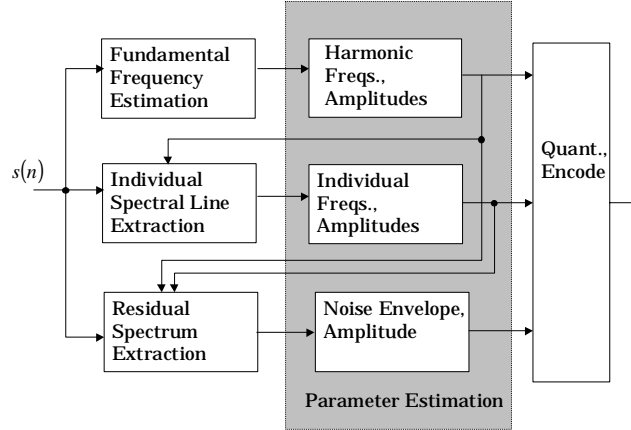 Fundamental
Frequency
Estimation
Harmonic
Freqs.,
Amplitudes
s(n)
Individual
Spectral Line
Extraction
Individual
Freqs.,
Amplitudes
Quant.,
Encode
Residual
Spectrum
Extraction
Noise Envelope,
Amplitude
Parameter Estimation